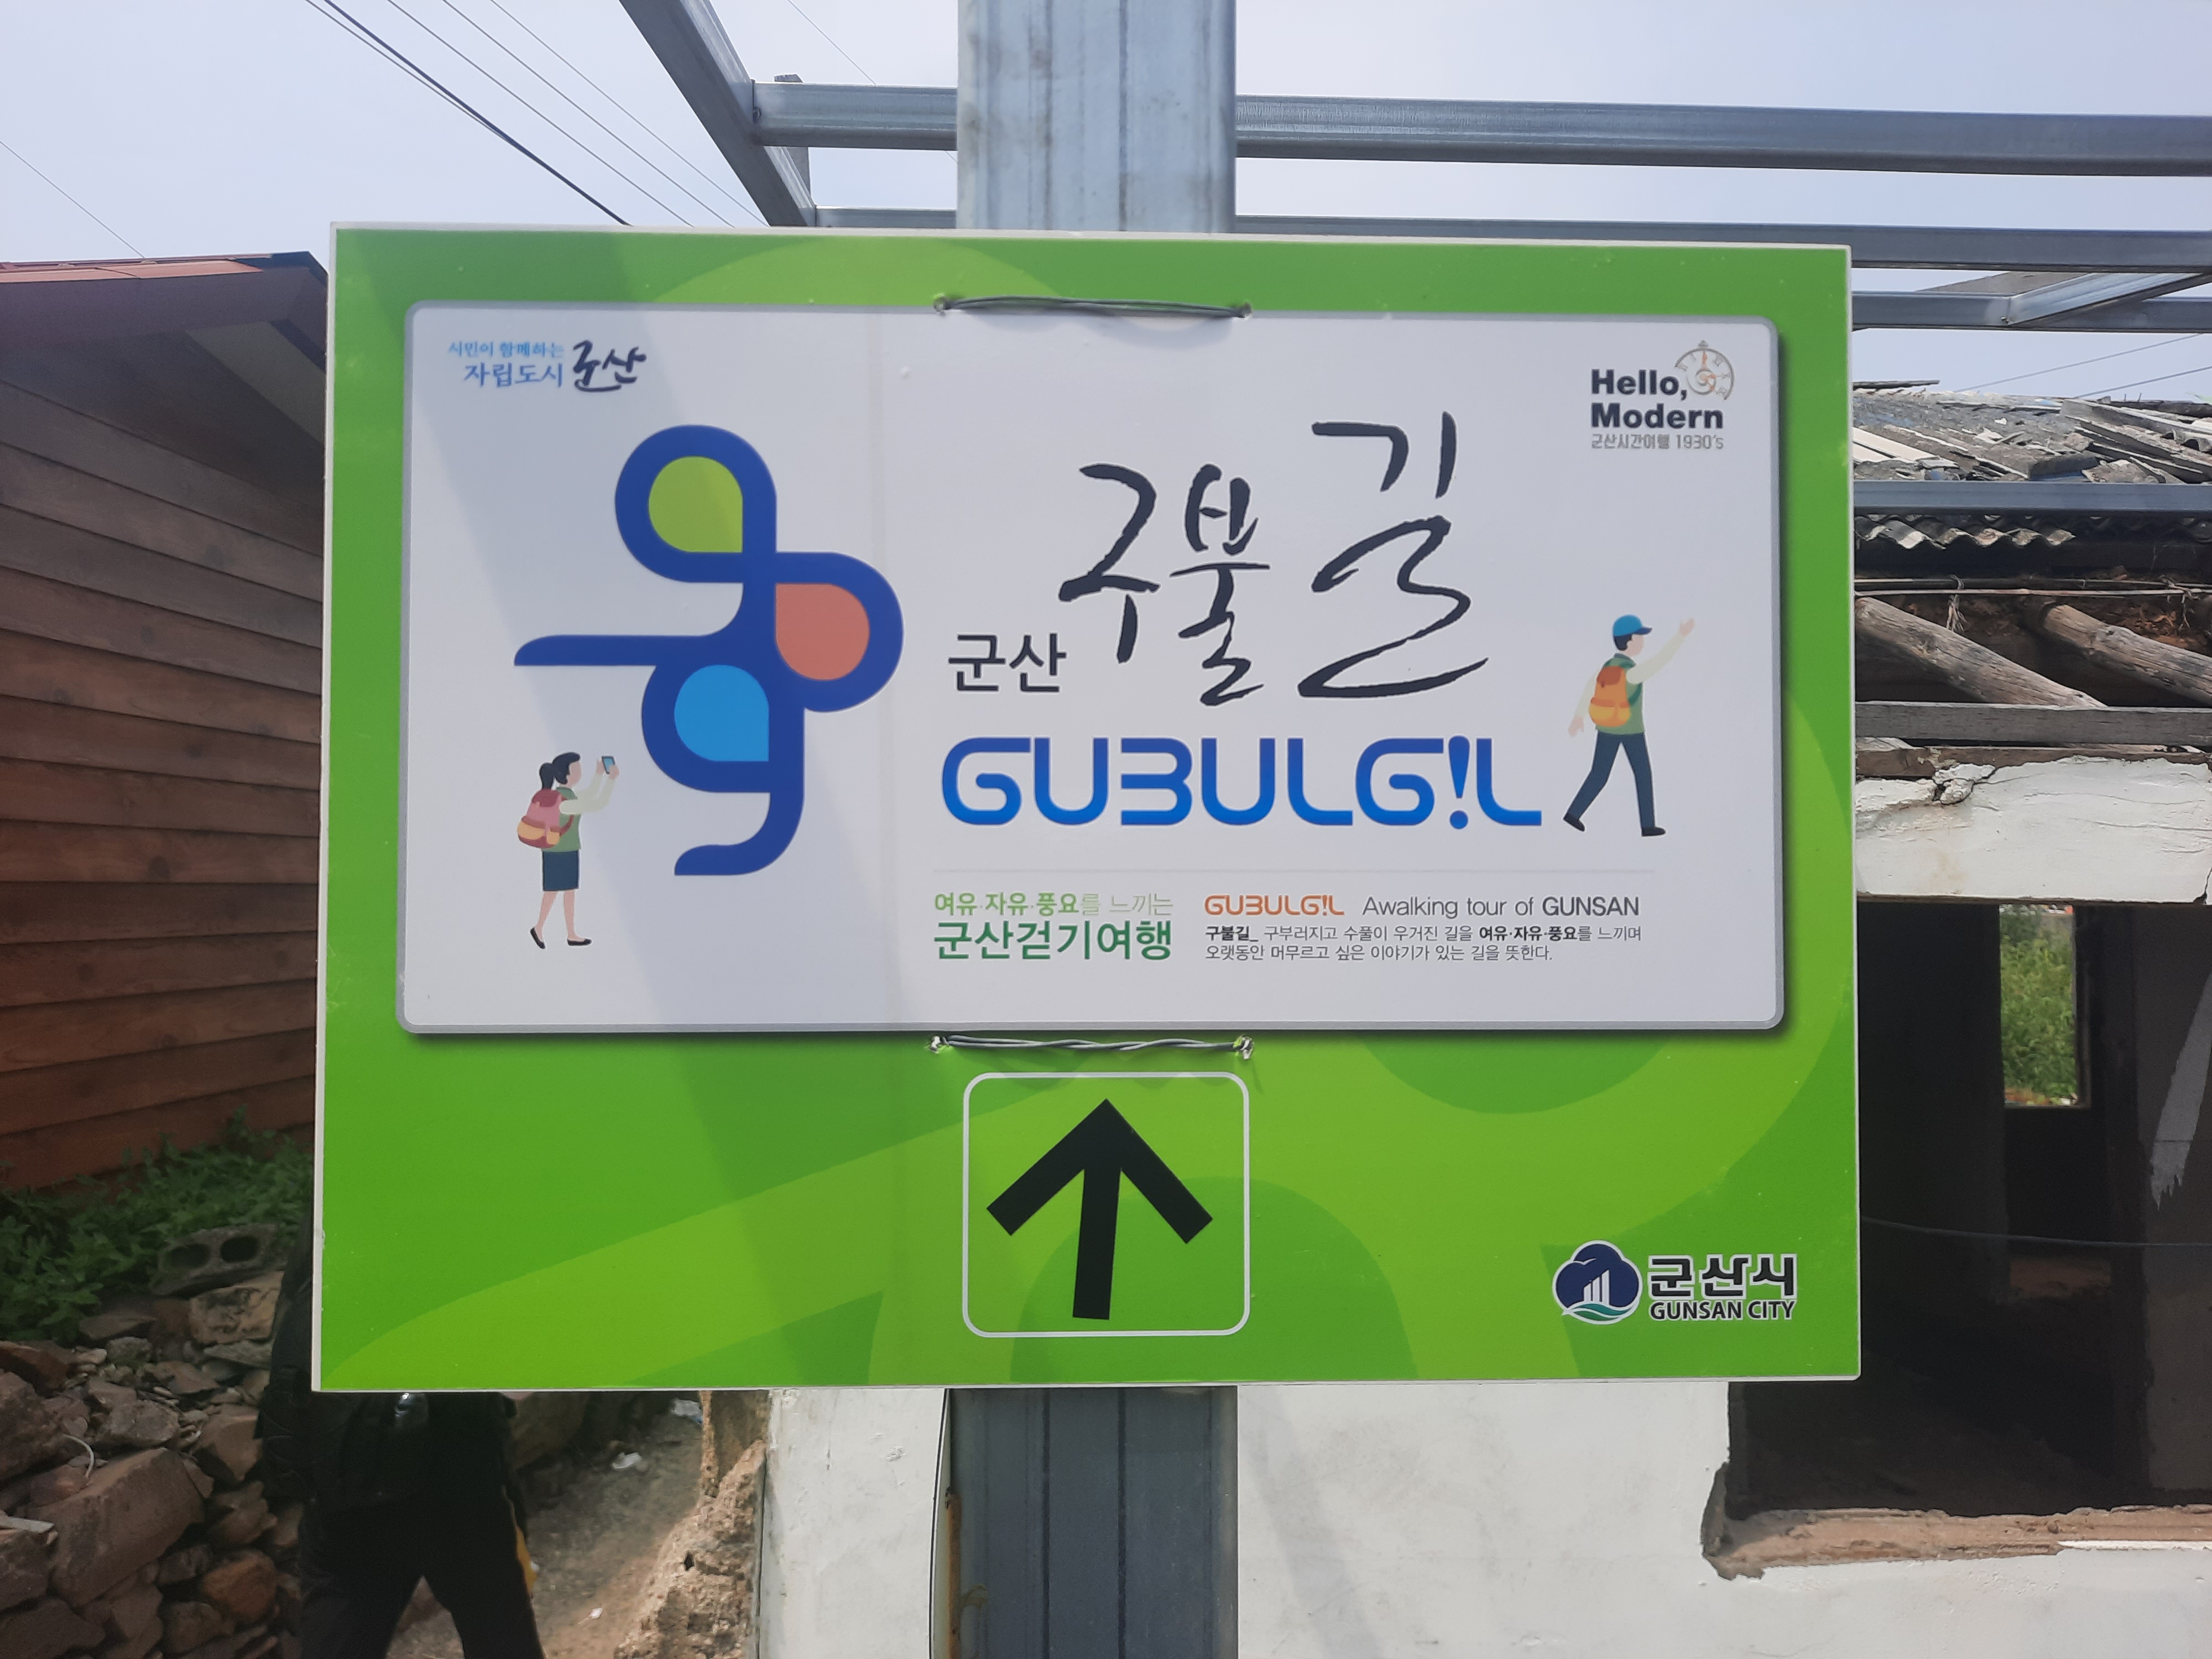 시민이 함께하는
자립도시 군산
Hello,
Modern
군산시간여행 1930's
군산 구불길
GUBULG!L
여유·자유·풍요를 느끼는
군산걷기여행
GUBULG!L Awalking tour of GUNSAN
구불길_ 구부러지고 수풀이 우거진 길을 여유·자유·풍요를 느끼며
오랫동안 머무르고 싶은 이야기가 있는 길을 뜻한다.
군산시
GUNSAN CITY